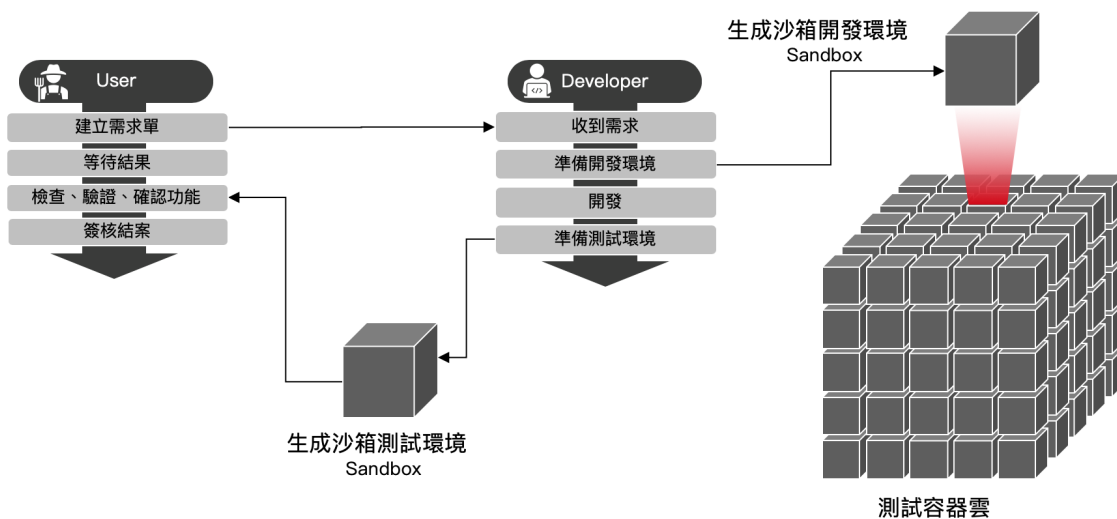 生成沙箱開發環境
Sandbox
User
建立需求單
等待結果
檢查、驗證、確認功能
簽核結案
Developer
收到需求
準備開發環境
開發
準備測試環境
生成沙箱測試環境
Sandbox
測試容器雲